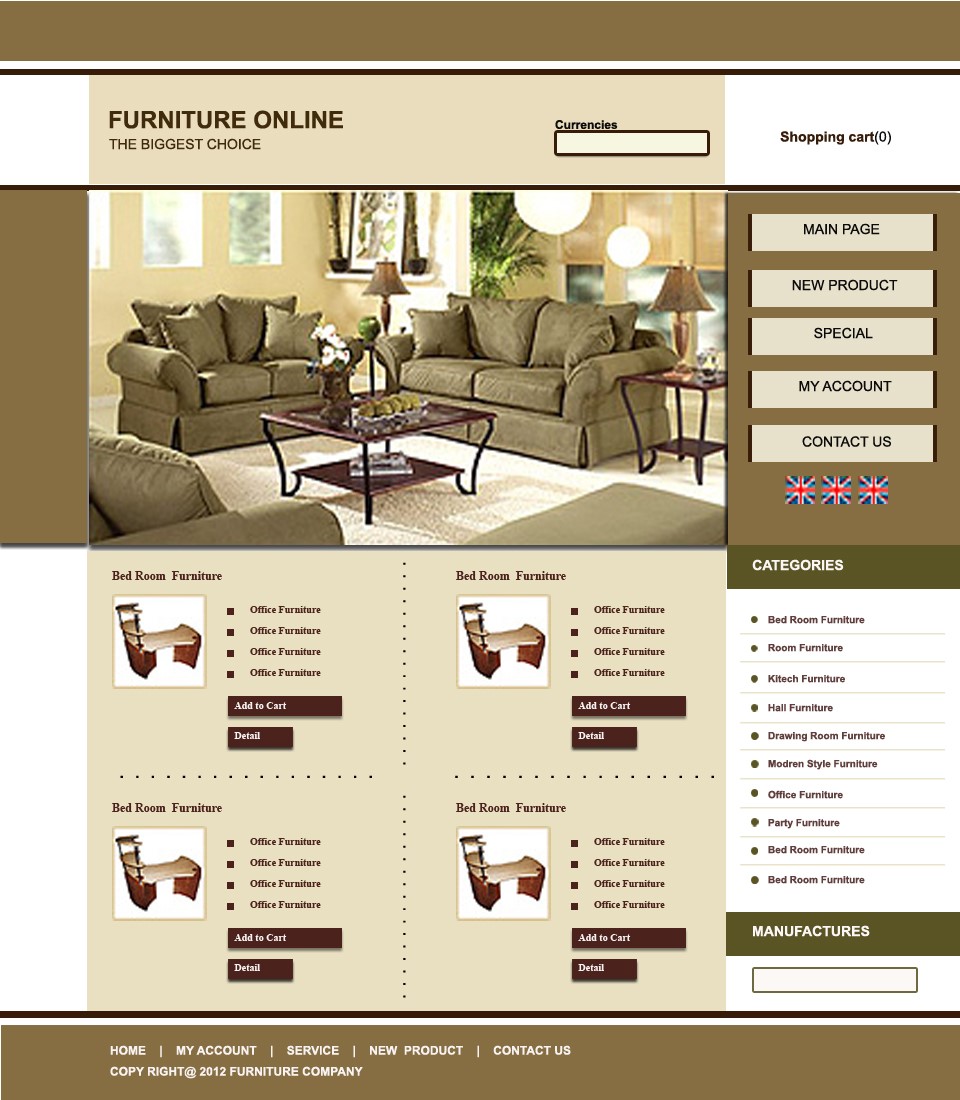 FURNITURE ONLINE
THE BIGGEST CHOICE
Currencies
Shopping cart(0)
MAIN PAGE
NEW PRODUCT
SPECIAL
MY ACCOUNT
CONTACT US
Bed Room  Furniture
Office Furniture
Office Furniture
Office Furniture
Office Furniture
Add to Cart
Detail
Bed Room  Furniture
Office Furniture
Office Furniture
Office Furniture
Office Furniture
Add to Cart
Detail
Bed Room  Furniture
Office Furniture
Office Furniture
Office Furniture
Office Furniture
Add to Cart
Detail
Bed Room  Furniture
Office Furniture
Office Furniture
Office Furniture
Office Furniture
Add to Cart
Detail
CATEGORIES
Bed Room Furniture
Room Furniture
Kitech Furniture
Hall Furniture
Drawing Room Furniture
Modren Style Furniture
Office Furniture
Party Furniture
Bed Room Furniture
Bed Room Furniture
MANUFACTURES
HOME | MY ACCOUNT | SERVICE | NEW  PRODUCT | CONTACT US
COPY RIGHT@ 2012 FURNITURE COMPANY